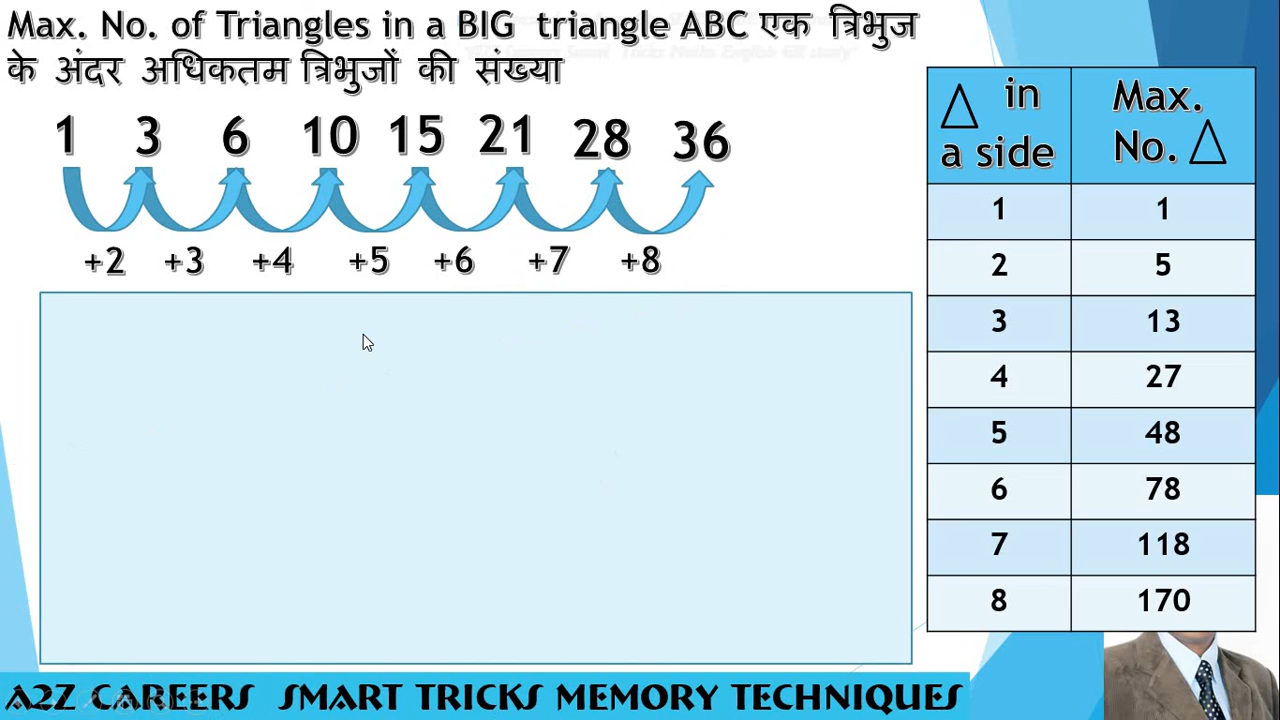 Max. No. of Triangles in a BIG triangle ABC एक त्रिभुज
के अंदर अधिकतम त्रिभुजों की संख्या
1 3 6 10 15 21 28 36
+2 +3 +4 +5 +6 +7 +8
△ in a side Max. No. △
1 1
2 5
3 13
4 27
5 48
6 78
7 118
8 170
A2Z CAREERS SMART TRICKS MEMORY TECHNIQUES